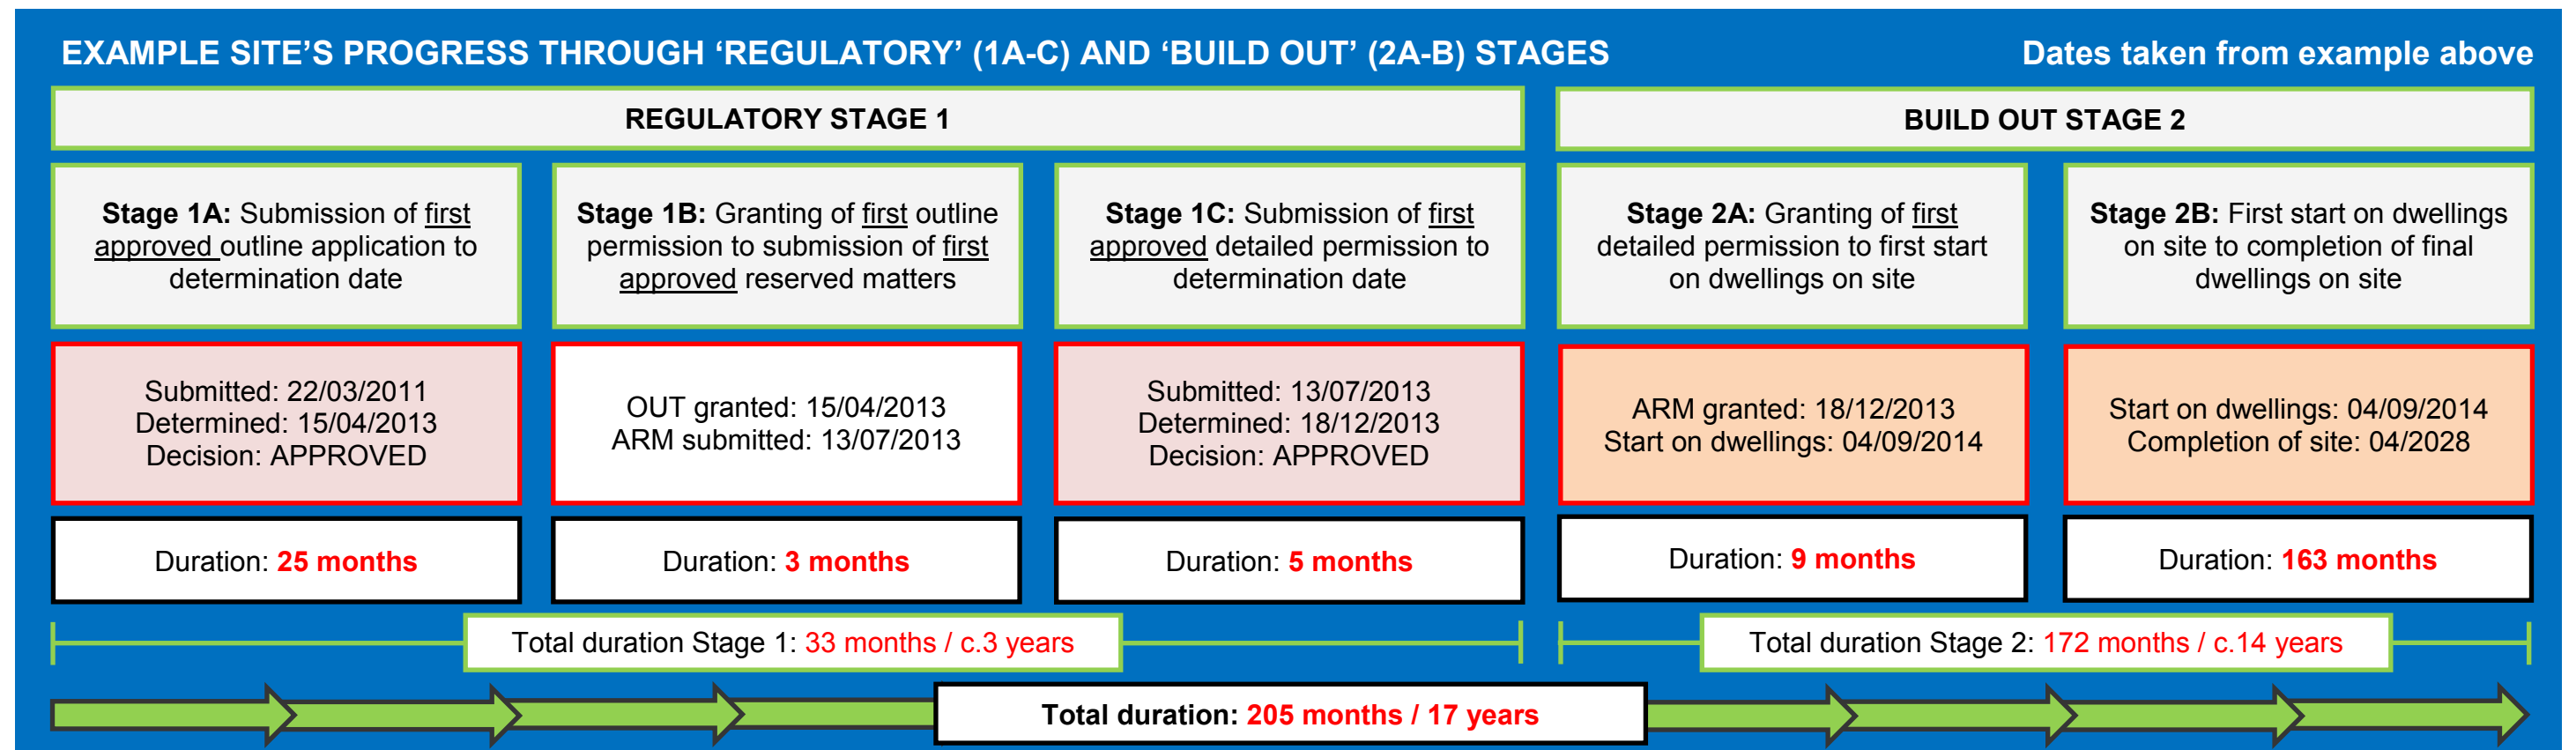 EXAMPLE SITE’S PROGRESS THROUGH ‘REGULATORY’ (1A-C) AND ‘BUILD OUT’ (2A-B) STAGES
Dates taken from example above
REGULATORY STAGE 1
BUILD OUT STAGE 2
Stage 1A: Submission of first
approved outline application to
determination date
Stage 1B: Granting of first outline
permission to submission of first
approved reserved matters
Stage 1C: Submission of first
approved detailed permission to
determination date
Stage 2A: Granting of first
detailed permission to first start
on dwellings on site
Stage 2B: First start on dwellings
on site to completion of final
dwellings on site
Submitted: 22/03/2011
Determined: 15/04/2013
Decision: APPROVED
OUT granted: 15/04/2013
ARM submitted: 13/07/2013
Submitted: 13/07/2013
Determined: 18/12/2013
Decision: APPROVED
ARM granted: 18/12/2013
Start on dwellings: 04/09/2014
Start on dwellings: 04/09/2014
Completion of site: 04/2028
Duration: 25 months
Duration: 3 months
Duration: 5 months
Duration: 9 months
Duration: 163 months
Total duration Stage 1: 33 months / c.3 years
Total duration Stage 2: 172 months / c.14 years
Total duration: 205 months / 17 years